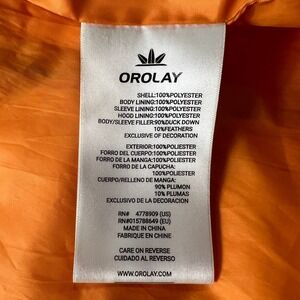 OROLAY
SHELL:100%POLYESTER
BODY LINING:100%POLYESTER
SLEEVE LINING:100%POLYESTER
HOOD LINING:100%POLYESTER
BODY/SLEEVE FILLER:90%DUCK DOWN
10%FEATHERS
EXCLUSIVE OF DECORATION
EXTERIOR:100%POLIESTER
FORRO DEL CUERPO:100%POLIESTER
FORRO DE LA MANGA:100%POLIESTER
FORRO DE LA CAPUCHA:
100%POLIESTER
CUERPO/RELLENO DE MANGA:
90% PLUMON
10% PLUMAS
EXCLUSIVO DE LA DECORACION
RN# 4778909 (US)
RN#015788649 (EU)
MADE IN CHINA
FABRIQUE EN CHINE
CARE ON REVERSE
CUIDADO AL REVERSO
WWW.OROLAY.COM